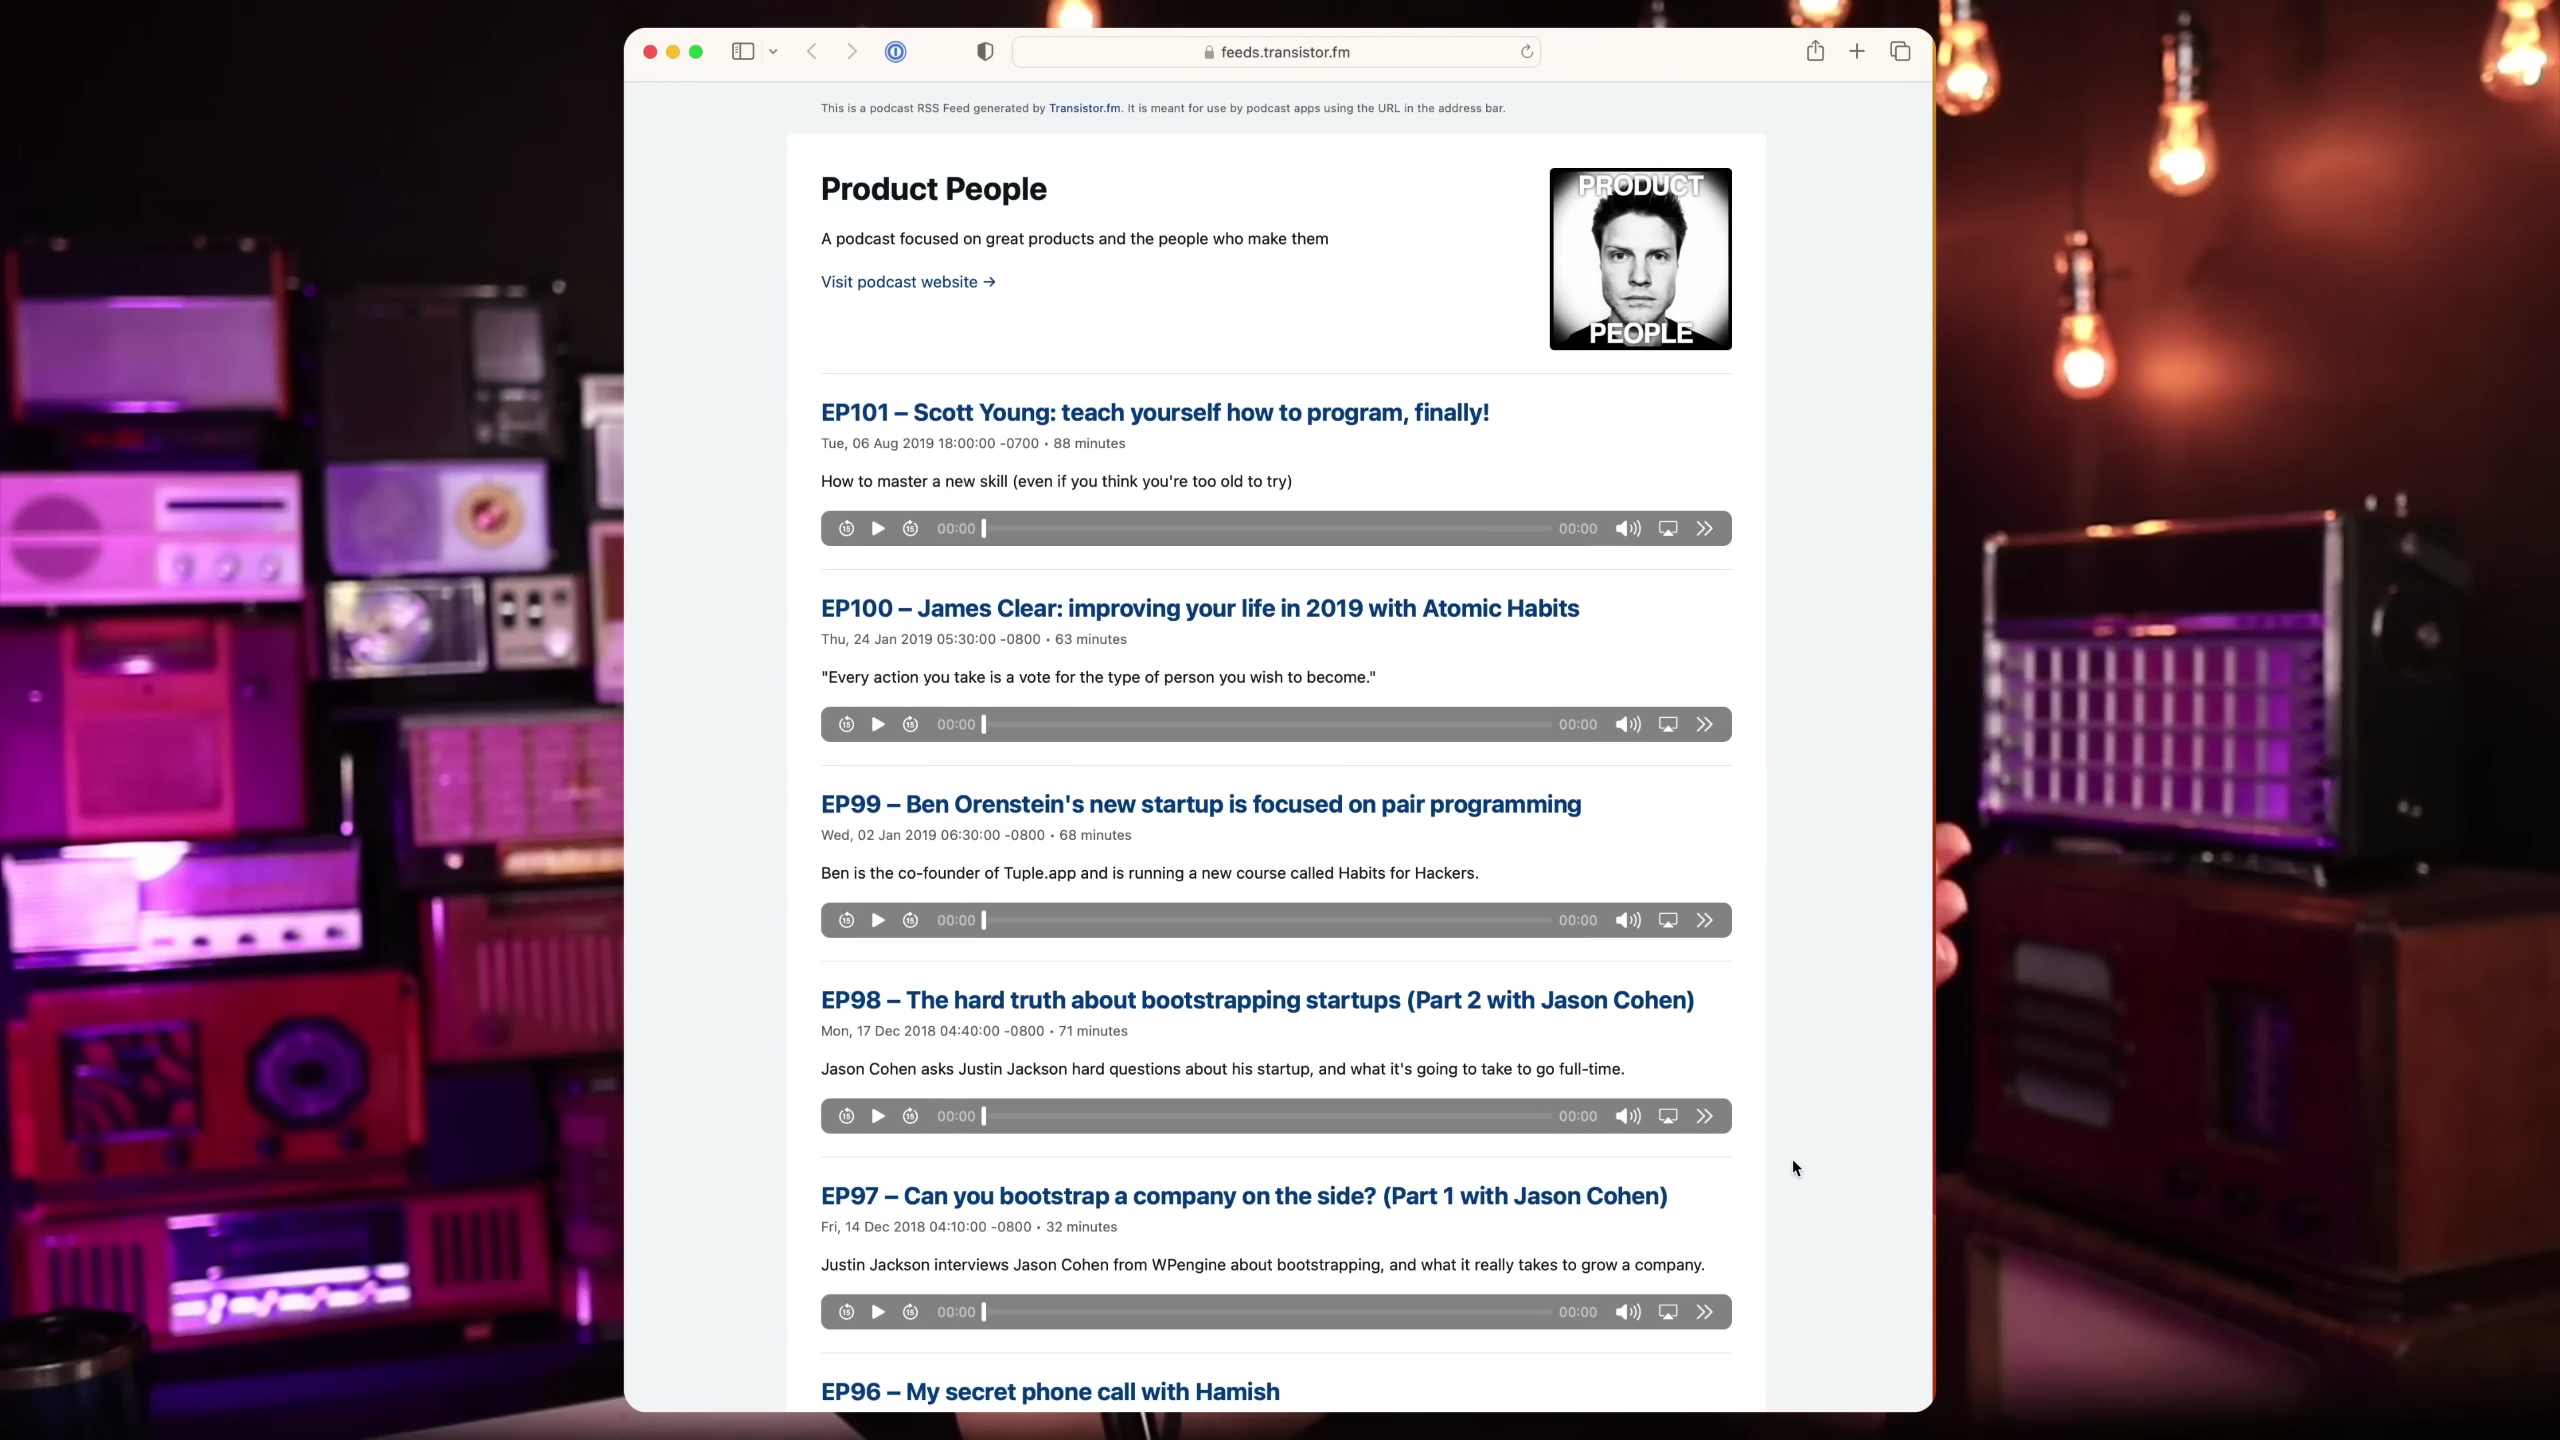 feeds.transistor.fm
This is a podcast RSS Feed generated by Transistor.fm. It is meant for use by podcast apps using the URL in the address bar.
Product People
A podcast focused on great products and the people who make them
Visit podcast website →
PRODUCT
PEOPLE
EP101 – Scott Young: teach yourself how to program, finally!
Tue, 06 Aug 2019 18:00:00 -0700 • 88 minutes
How to master a new skill (even if you think you're too old to try)
15 15 00:00 00:00
EP100 – James Clear: improving your life in 2019 with Atomic Habits
Thu, 24 Jan 2019 05:30:00 -0800 • 63 minutes
"Every action you take is a vote for the type of person you wish to become."
15 15 00:00 00:00
EP99 – Ben Orenstein's new startup is focused on pair programming
Wed, 02 Jan 2019 06:30:00 -0800 • 68 minutes
Ben is the co-founder of Tuple.app and is running a new course called Habits for Hackers.
15 15 00:00 00:00
EP98 – The hard truth about bootstrapping startups (Part 2 with Jason Cohen)
Mon, 17 Dec 2018 04:40:00 -0800 • 71 minutes
Jason Cohen asks Justin Jackson hard questions about his startup, and what it's going to take to go full-time.
15 15 00:00 00:00
EP97 – Can you bootstrap a company on the side? (Part 1 with Jason Cohen)
Fri, 14 Dec 2018 04:10:00 -0800 • 32 minutes
Justin Jackson interviews Jason Cohen from WPengine about bootstrapping, and what it really takes to grow a company.
15 15 00:00 00:00
EP96 – My secret phone call with Hamish